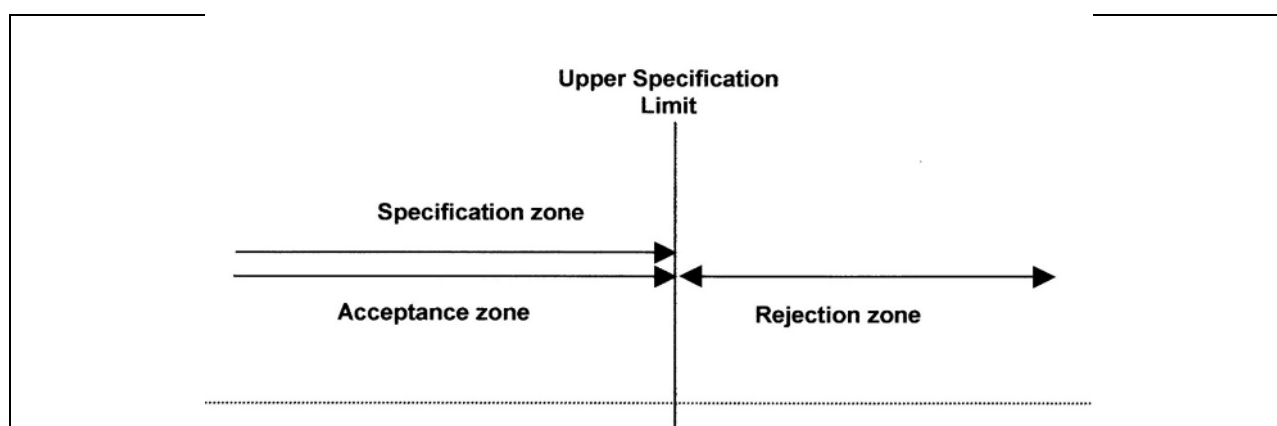 Upper Specification
Limit
Specification zone
Acceptance zone
Rejection zone